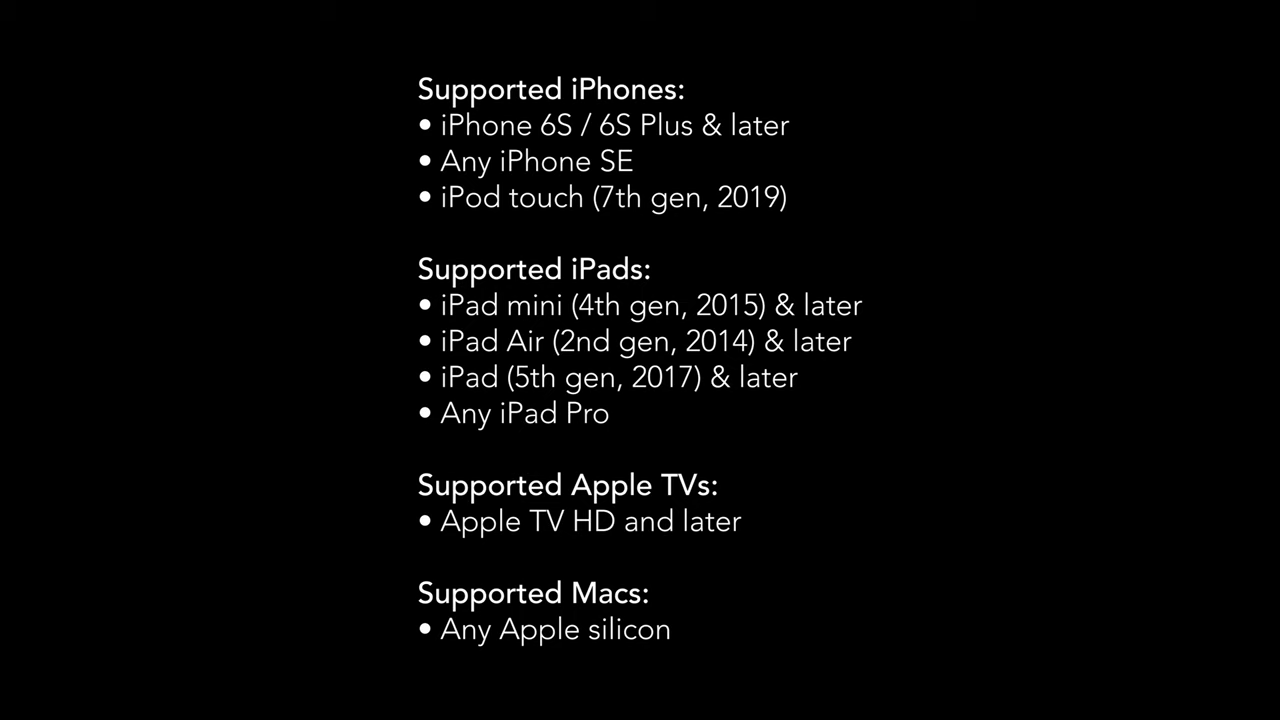 Supported iPhones:
• iPhone 6S / 6S Plus & later
• Any iPhone SE
• iPod touch (7th gen, 2019)
Supported iPads:
• iPad mini (4th gen, 2015) & later
• iPad Air (2nd gen, 2014) & later
• iPad (5th gen, 2017) & later
• Any iPad Pro
Supported Apple TVs:
• Apple TV HD and later
Supported Macs:
• Any Apple silicon